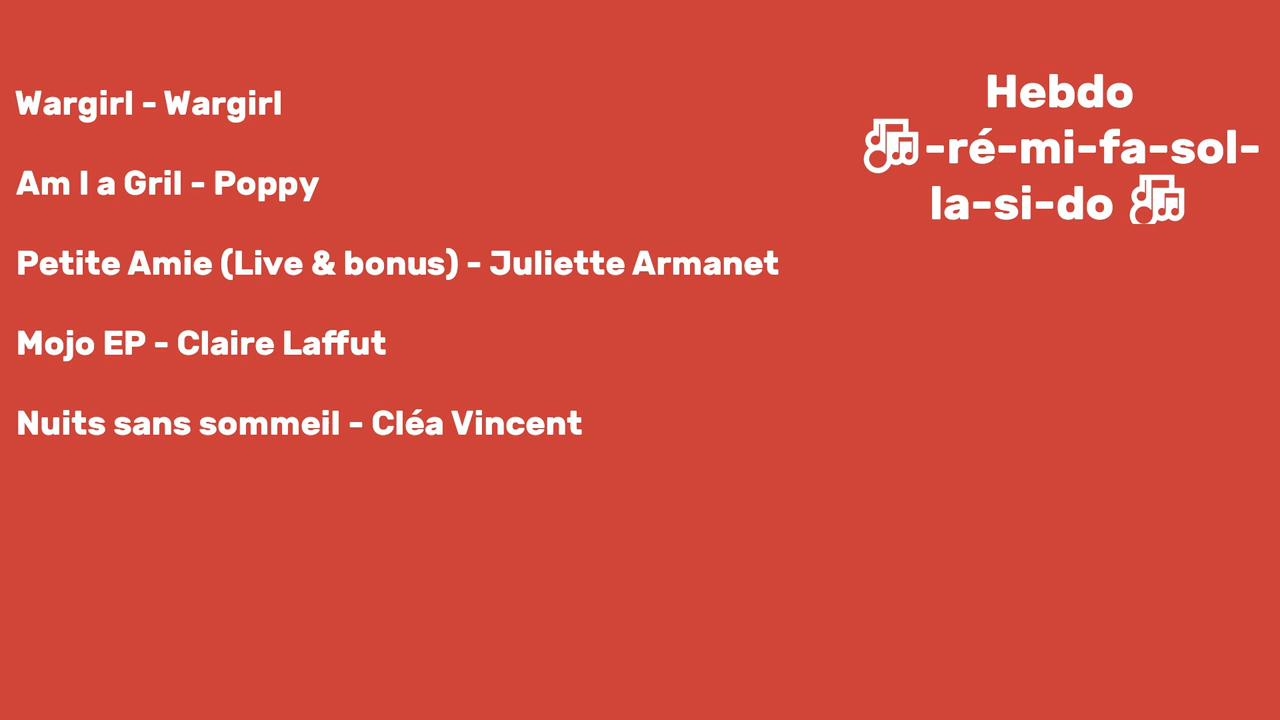 Wargirl - Wargirl
Am I a Gril - Poppy
Petite Amie (Live & bonus) - Juliette Armanet
Mojo EP - Claire Laffut
Nuits sans sommeil - Cléa Vincent
Hebdo
-ré-mi-fa-sol-
la-si-do